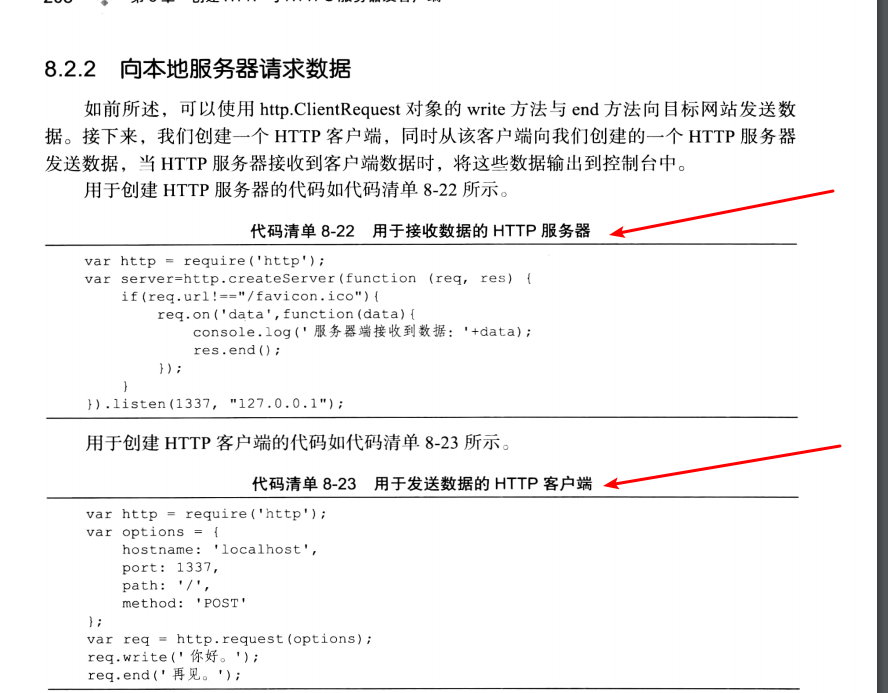 8.2.2 向本地服务器请求数据
如前所述，可以使用 http.ClientRequest 对象的 write 方法与 end 方法向目标网站发送数
据。接下来，我们创建一个 HTTP 客户端，同时从该客户端向我们创建的一个 HTTP 服务器
发送数据，当 HTTP 服务器接收到客户端数据时，将这些数据输出到控制台中。
用于创建 HTTP 服务器的代码如代码清单 8-22 所示。
代码清单 8-22 用于接收数据的 HTTP 服务器
var http = require('http');
var server=http.createServer(function (req, res) {
if(req.url!=="/favicon.ico"){
req.on('data',function(data){
console.log('服务器端接收到数据：'+data);
res.end();
});
}
}).listen(1337, "127.0.0.1");
用于创建 HTTP 客户端的代码如代码清单 8-23 所示。
代码清单 8-23 用于发送数据的 HTTP 客户端
var http = require('http');
var options = {
hostname: 'localhost',
port: 1337,
path: '/',
method: 'POST'
};
var req = http.request(options);
req.write('你好。');
req.end('再见。');